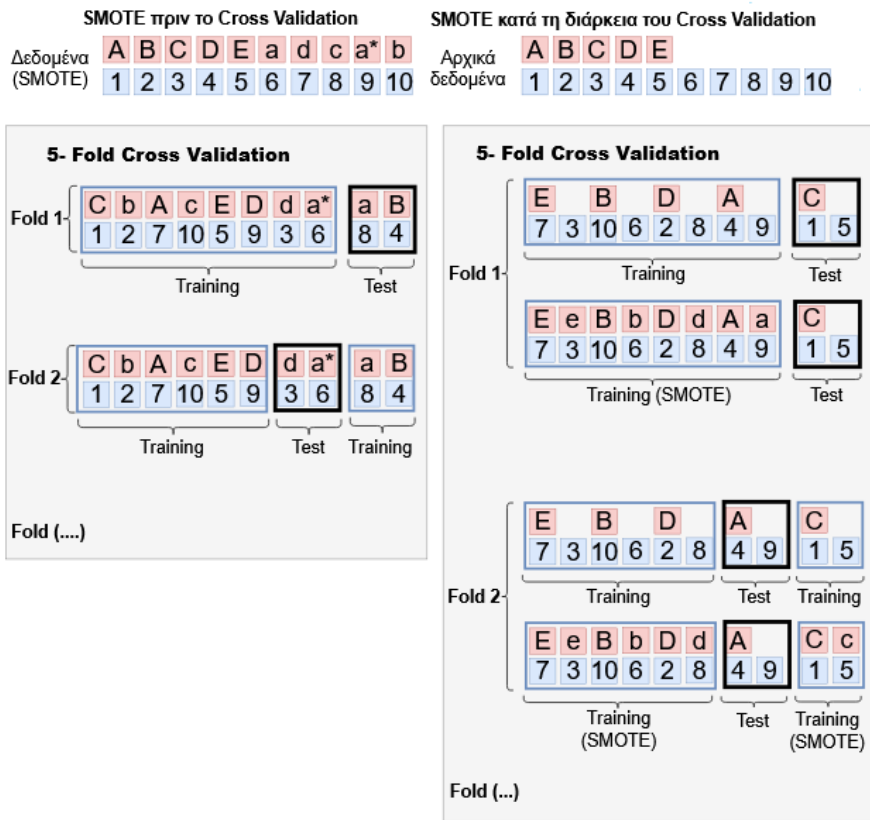 SMOTE πριν το Cross Validation
Δεδομένα
(SMOTE)
A B C D E a d c a* b
1 2 3 4 5 6 7 8 9 10
5- Fold Cross Validation
Fold 1
C b A c E D d a* a B
1 2 7 10 5 9 3 6 8 4
Training Test
Fold 2
C b A c E D d a* a B
1 2 7 10 5 9 3 6 8 4
Training Test Training
Fold (....)
SMOTE κατά τη διάρκεια του Cross Validation
Αρχικά
δεδομένα
A B C D E
1 2 3 4 5 6 7 8 9 10
5- Fold Cross Validation
Fold 1
E B D A C
7 3 10 6 2 8 4 9 1 5
Training Test
E e B b D d A a C
7 3 10 6 2 8 4 9 1 5
Training (SMOTE) Test
Fold 2
E B D A C
7 3 10 6 2 8 4 9 1 5
Training Test Training
E e B b D d A C c
7 3 10 6 2 8 4 9 1 5
Training Test Training
(SMOTE) (SMOTE)
Fold (...)